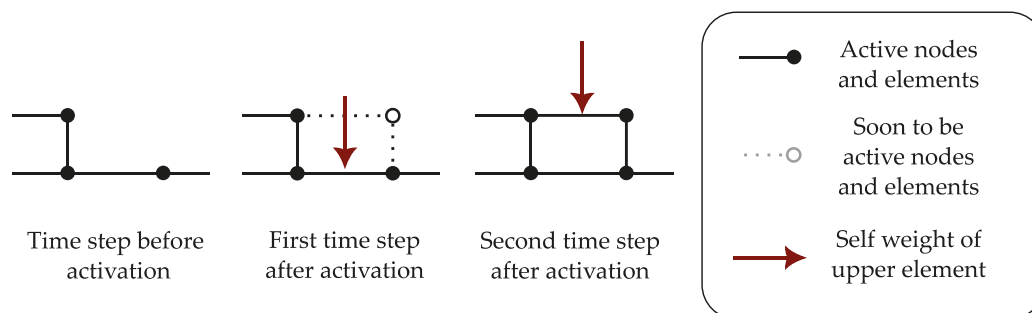 Time step before
activation
First time step
after activation
Second time step
after activation
Active nodes
and elements
Soon to be
active nodes
and elements
Self weight of
upper element